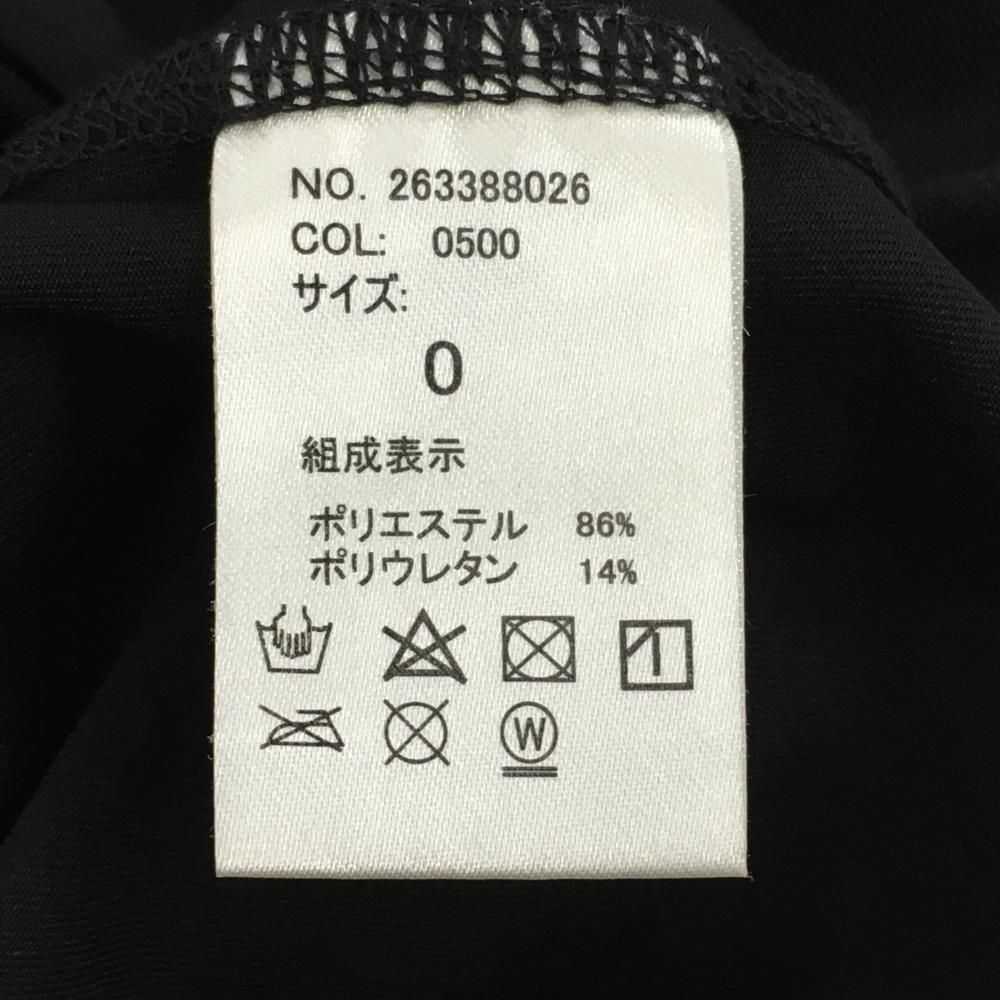 NO. 263388026
COL: 0500
サイズ:
0
組成表示
ポリエステル 86%
ポリウレタン 14%
W